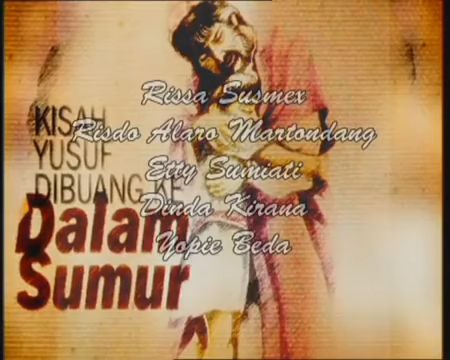 Rissa Susmex
KISAH
Risdo Alaro Martondang
YUSUF
Etty Sumiati
DIBUANG KE
Dinda Kirana
Dalam
Yopie Beda
Sumur